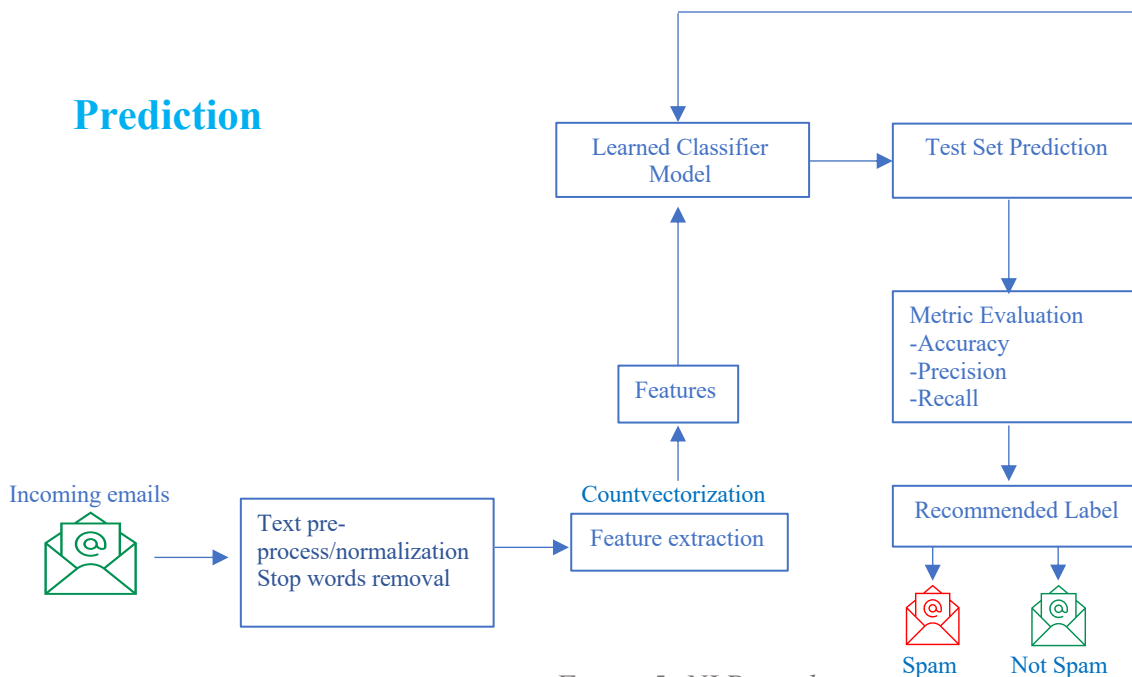 Prediction
Learned Classifier
Model
Test Set Prediction
Metric Evaluation
-Accuracy
-Precision
-Recall
Features
Incoming emails
Countvectorization
Text pre-
process/normalization
Stop words removal
Feature extraction
Recommended Label
@
@
@
Spam
Not Spam